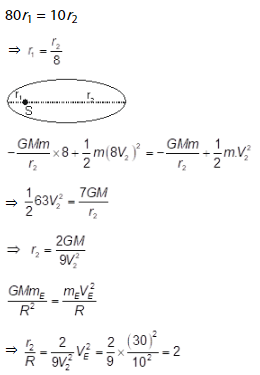 80r₁ = 10r₂
⇒ r₁ = r₂/8
r₁ r₂
S
-GMm/r₂ ×8 + 1/2 m(8V₂)² = -GMm/r₂ + 1/2 m.V₂²
⇒ 1/2 63V₂² = 7GM/r₂
⇒ r₂ = 2GM/9V₂²
GMm_E/R² = m_EV_E²/R
⇒ r₂/R = 2/9V₂² V_E² = 2/9 × (30)²/10² = 2